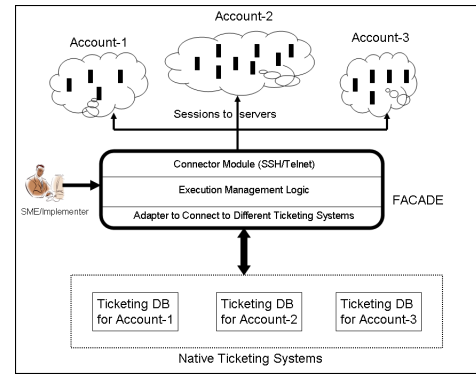 Account-2
Account-1
Account-3
Sessions to servers
Connector Module (SSH/Telnet)
Execution Management Logic
Adapter to Connect to Different Ticketing Systems
FACADE
SME/Implementer
Ticketing DB
for Account-1
Ticketing DB
for Account-2
Ticketing DB
for Account-3
Native Ticketing Systems